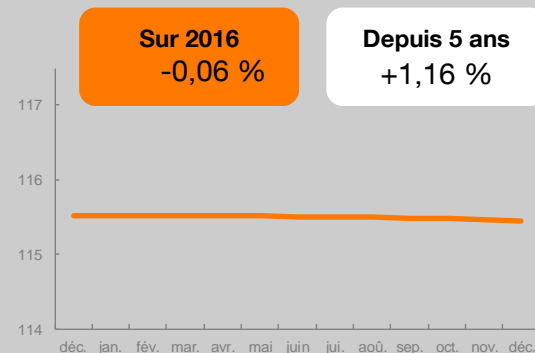 Sur 2016
-0,06 %
Depuis 5 ans
+1,16 %
117
116
115
114
déc. jan. fév. mar. avr. mai juin jui. aoû. sep. oct. nov. déc.